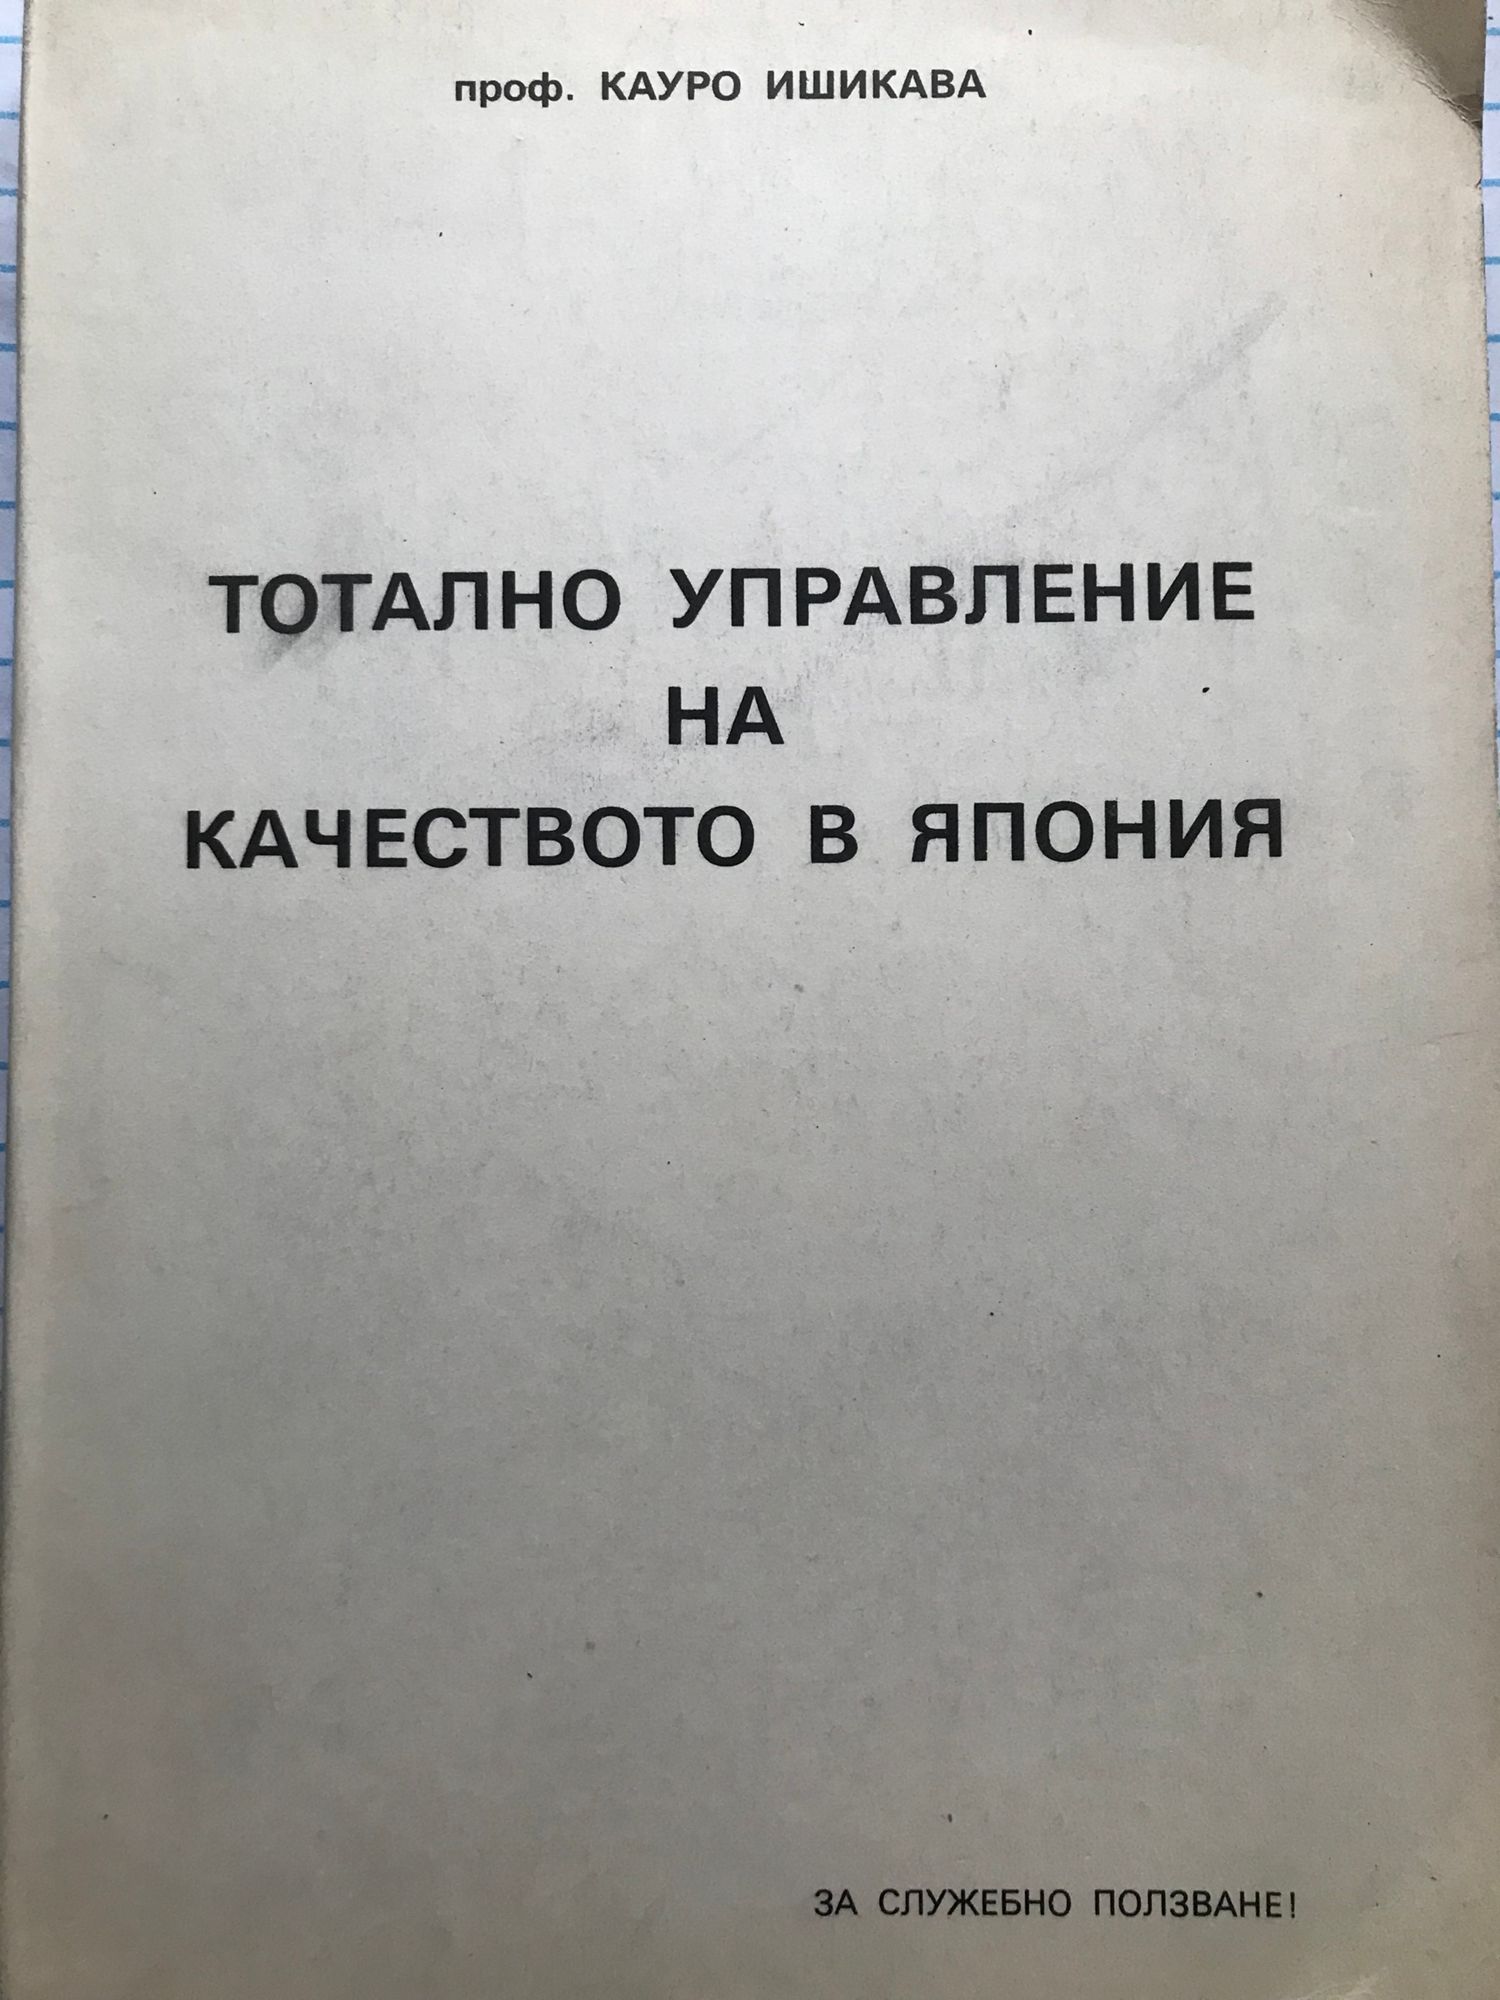 проф. КАУРО ИШИКАВА
ТОТАЛНО УПРАВЛЕНИЕ
НА
КАЧЕСТВОТО В ЯПОНИЯ
ЗА СЛУЖЕБНО ПОЛЗВАНЕ!